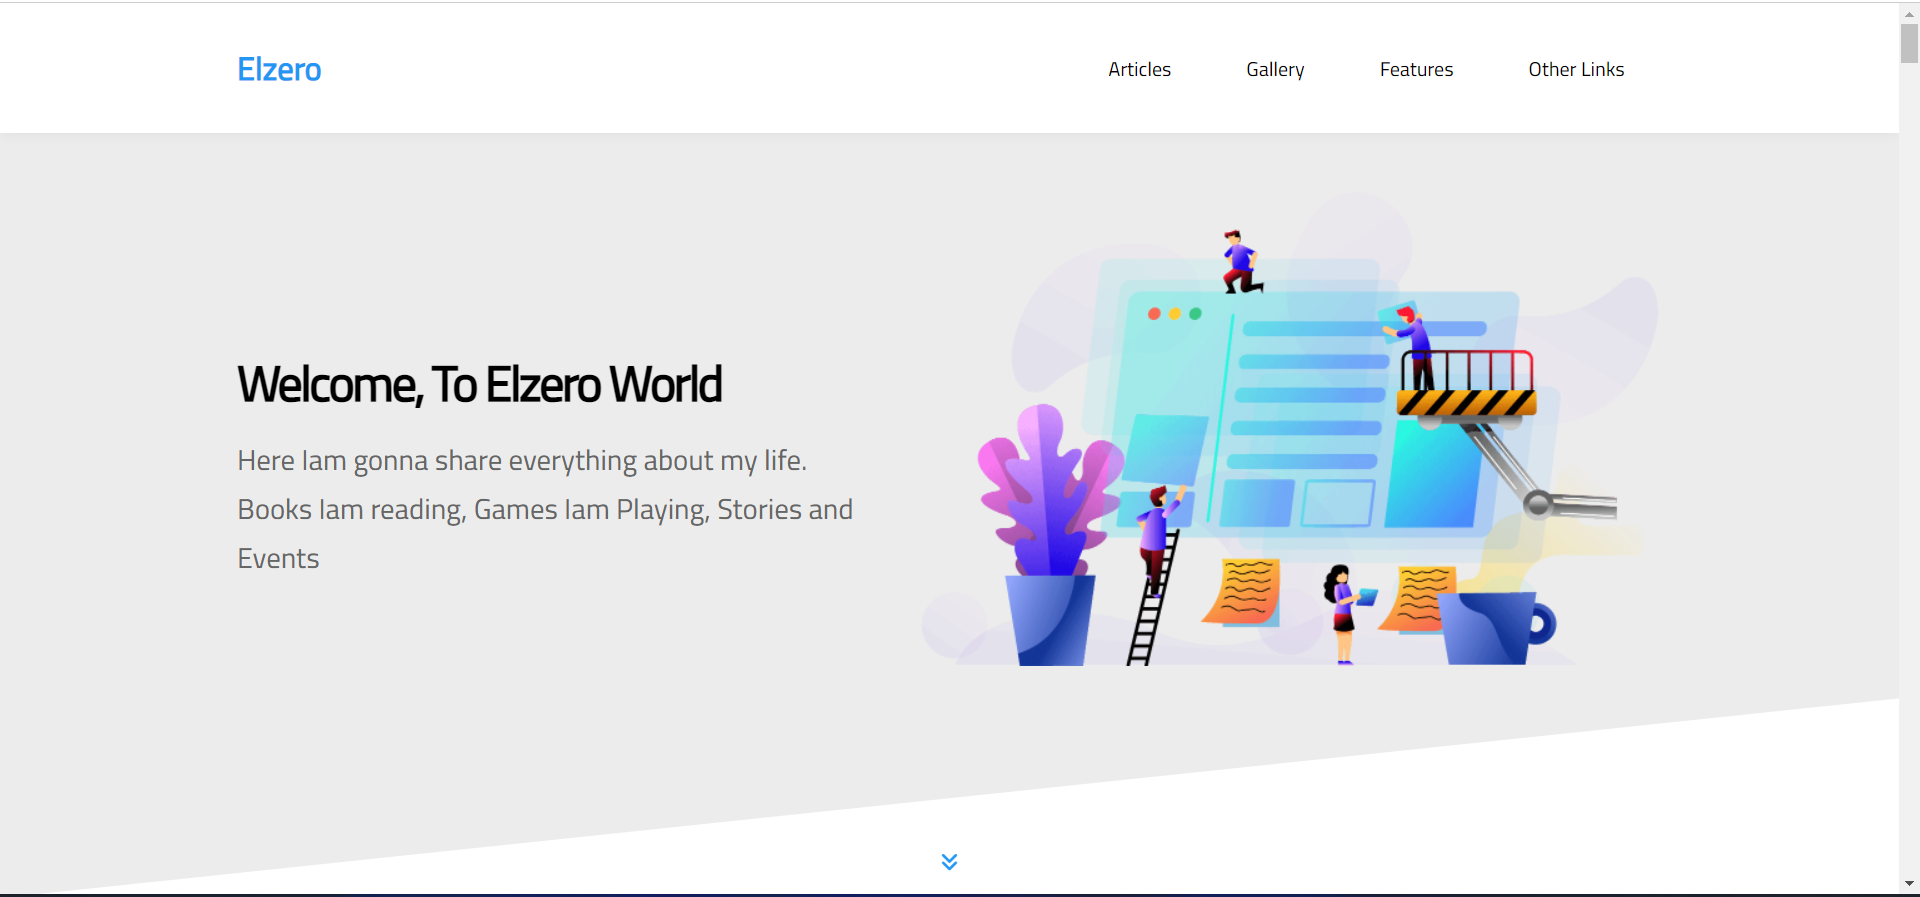 Elzero
Articles
Gallery
Features
Other Links
Welcome, To Elzero World
Here Iam gonna share everything about my life.
Books Iam reading, Games Iam Playing, Stories and
Events